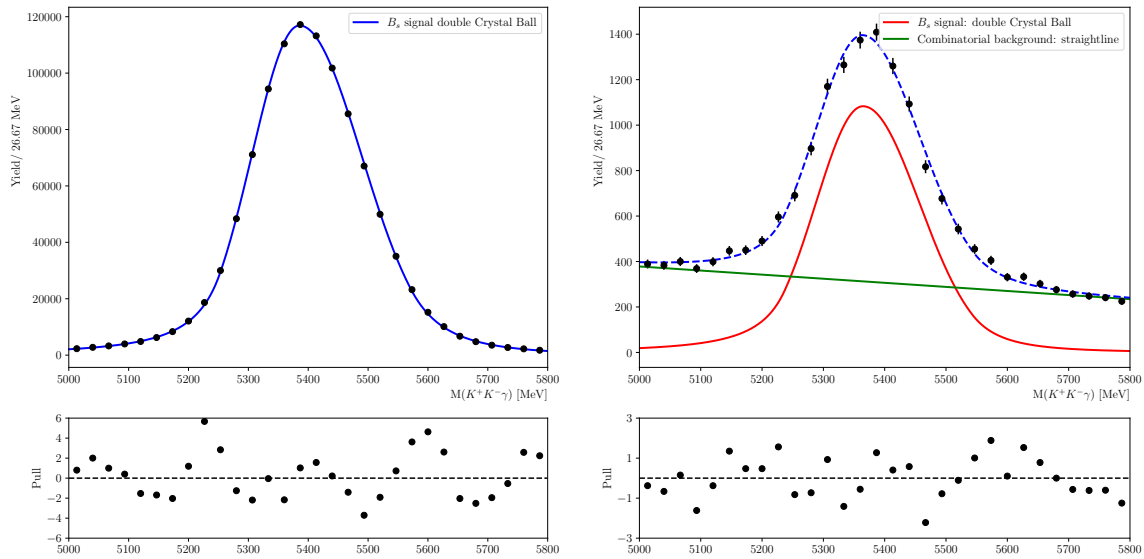 B_s signal double Crystal Ball
120000
100000
80000
60000
40000
20000
0
Yield/ 26.67 MeV
5000 5100 5200 5300 5400 5500 5600 5700 5800
M(K⁺K⁻γ) [MeV]
6
4
2
0
−2
−4
−6
Pull
5000 5100 5200 5300 5400 5500 5600 5700 5800
B_s signal: double Crystal Ball
Combinatorial background: straightline
1400
1200
1000
800
600
400
200
0
Yield/ 26.67 MeV
5000 5100 5200 5300 5400 5500 5600 5700 5800
M(K⁺K⁻γ) [MeV]
3
1
−1
−3
Pull
5000 5100 5200 5300 5400 5500 5600 5700 5800